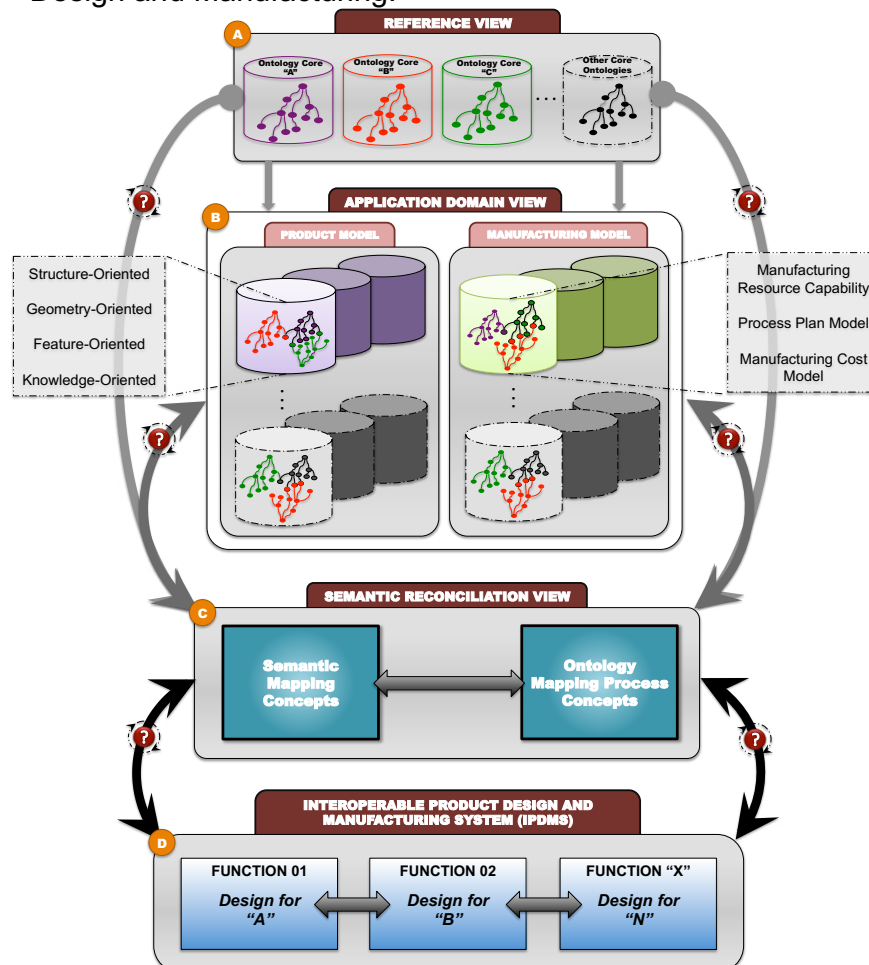 Design and Manufacturing.
REFERENCE VIEW
A
Ontology Core
“A”
Ontology Core
“B”
Ontology Core
“C”
...
Other Core
Ontologies
?
?
APPLICATION DOMAIN VIEW
B
PRODUCT MODEL
MANUFACTURING MODEL
Structure-Oriented
Geometry-Oriented
Feature-Oriented
Knowledge-Oriented
Manufacturing
Resource Capability
Process Plan Model
Manufacturing Cost
Model
?
?
SEMANTIC RECONCILIATION VIEW
C
Semantic
Mapping
Concepts
Ontology
Mapping Process
Concepts
?
?
INTEROPERABLE PRODUCT DESIGN AND
MANUFACTURING SYSTEM (IPDMS)
D
FUNCTION 01
Design for
“A”
FUNCTION 02
Design for
“B”
FUNCTION “X”
Design for
“N”